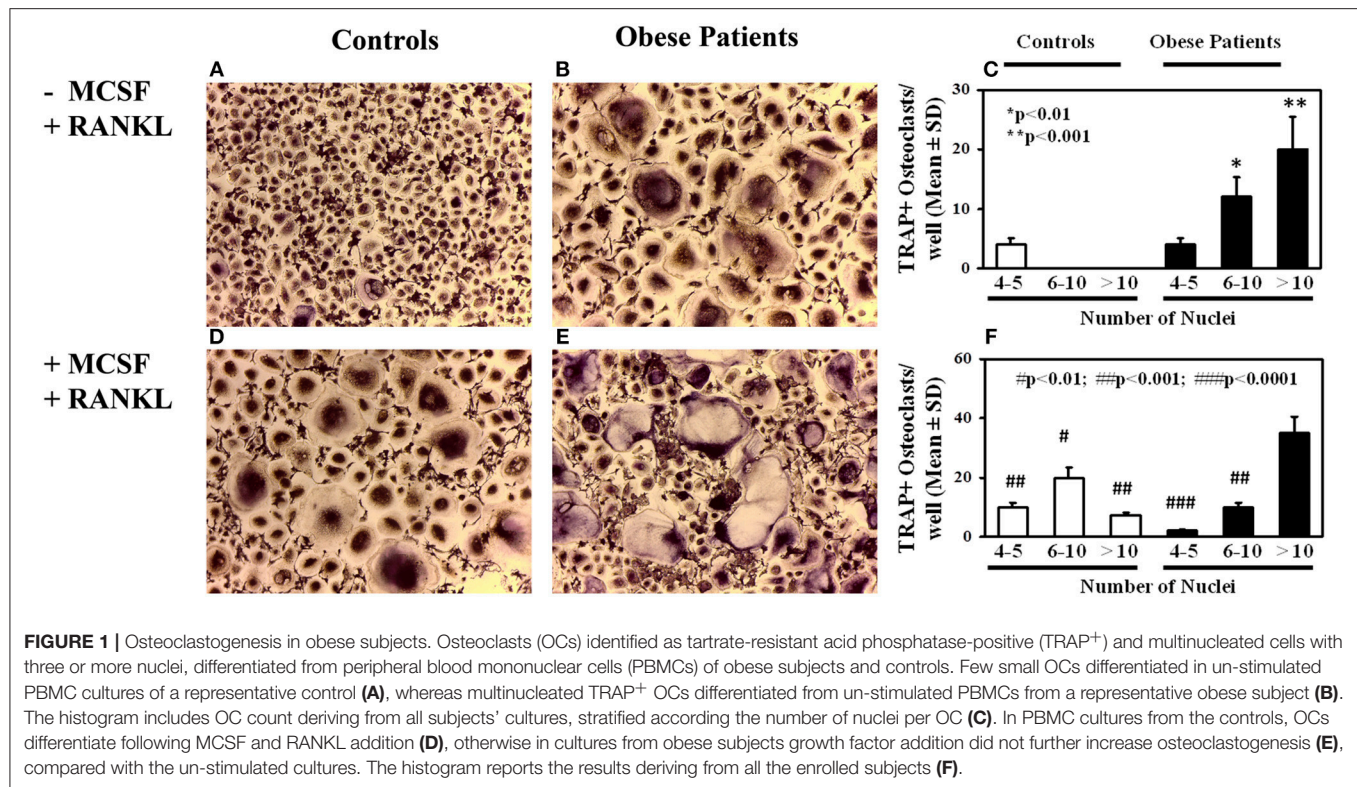 Controls
Obese Patients
- MCSF
+ RANKL
A
B
C
Controls
Obese Patients
TRAP+ Osteoclasts/
well (Mean ± SD)
30
20
10
0
*p<0.01
**p<0.001
*
**
4-5
6-10
>10
4-5
6-10
>10
Number of Nuclei
+ MCSF
+ RANKL
D
E
F
TRAP+ Osteoclasts/
well (Mean ± SD)
60
40
20
0
#p<0.01; ##p<0.001; ###p<0.0001
##
#
##
###
##
4-5
6-10
>10
4-5
6-10
>10
Number of Nuclei
FIGURE 1 | Osteoclastogenesis in obese subjects. Osteoclasts (OCs) identified as tartrate-resistant acid phosphatase-positive (TRAP+) and multinucleated cells with
three or more nuclei, differentiated from peripheral blood mononuclear cells (PBMCs) of obese subjects and controls. Few small OCs differentiated in un-stimulated
PBMC cultures of a representative control (A), whereas multinucleated TRAP+ OCs differentiated from un-stimulated PBMCs from a representative obese subject (B).
The histogram includes OC count deriving from all subjects' cultures, stratified according the number of nuclei per OC (C). In PBMC cultures from the controls, OCs
differentiate following MCSF and RANKL addition (D), otherwise in cultures from obese subjects growth factor addition did not further increase osteoclastogenesis (E),
compared with the un-stimulated cultures. The histogram reports the results deriving from all the enrolled subjects (F).